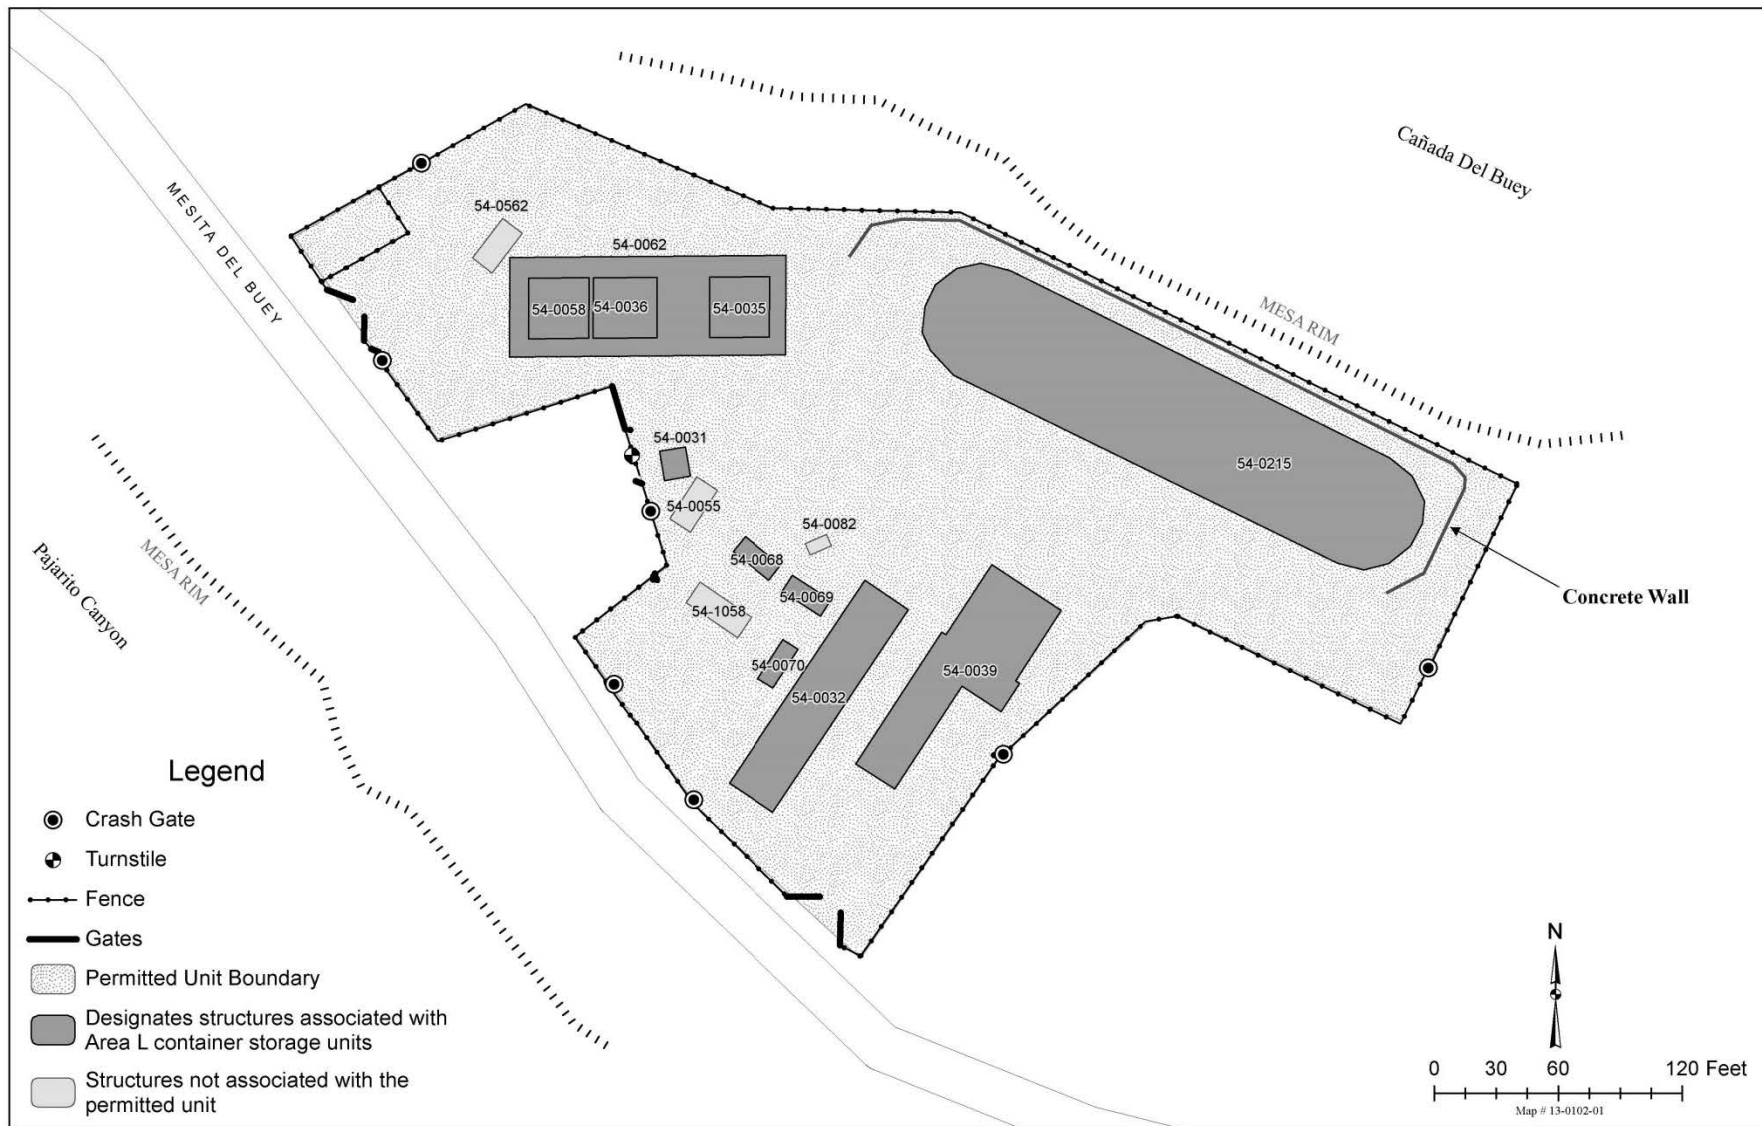 Cañada Del Buey
MESITA DEL BUEY
54-0562
54-0062
54-0058
54-0036
54-0035
MESA RIM
54-0031
54-0215
54-0055
54-0082
54-0068
54-0069
54-1058
54-0070
54-0032
54-0039
Concrete Wall
MESA RIM
Pajarito Canyon
Legend
Crash Gate
Turnstile
Fence
Gates
Permitted Unit Boundary
Designates structures associated with
Area L container storage units
Structures not associated with the
permitted unit
N
0 30 60 120 Feet
Map # 13-0102-01